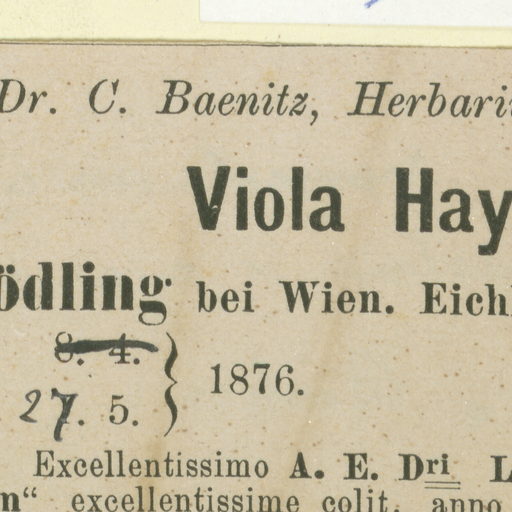 Dr. C. Baenitz, Herbari
Viola Hay
ödling bei Wien. Eich
8. 4.
27. 5. } 1876.
Excellentissimo A. E. Dri L
n“ excellentissime colit, anno